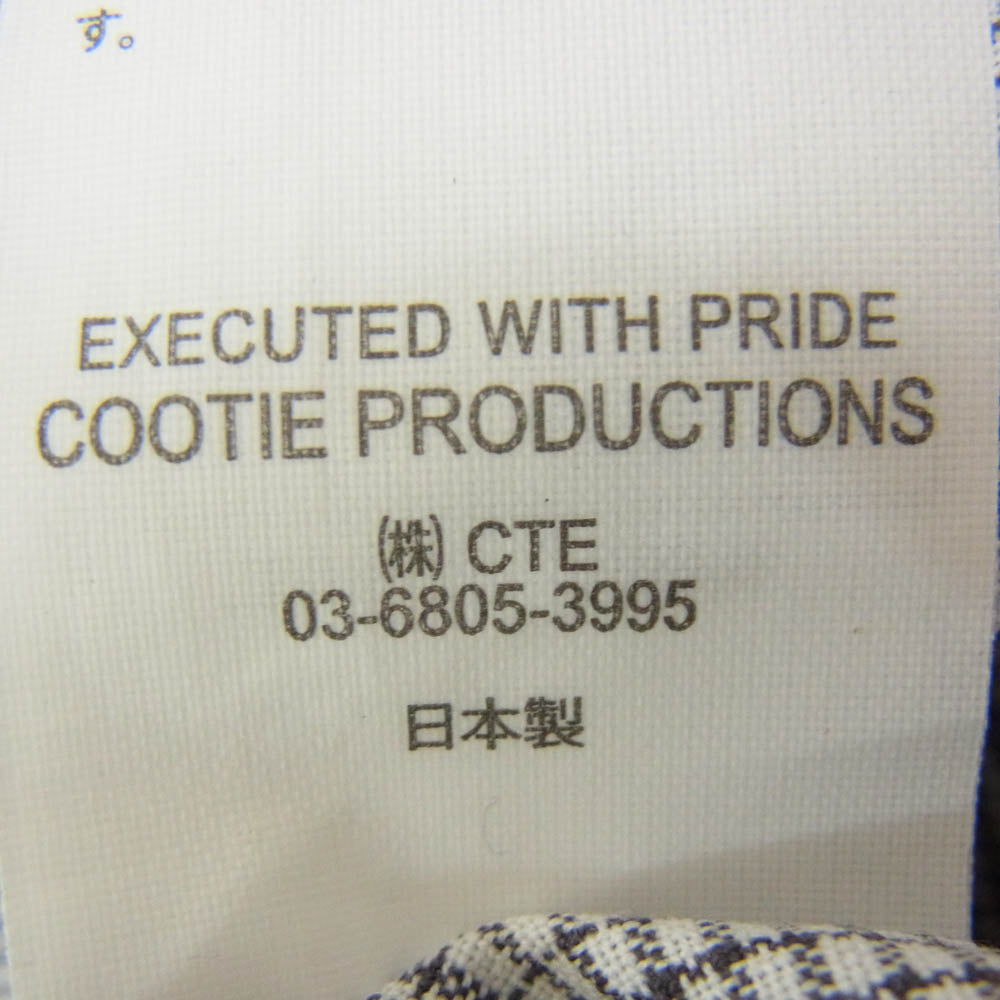 す。
EXECUTED WITH PRIDE
COOTIE PRODUCTIONS
㈱ CTE
03-6805-3995
日本製